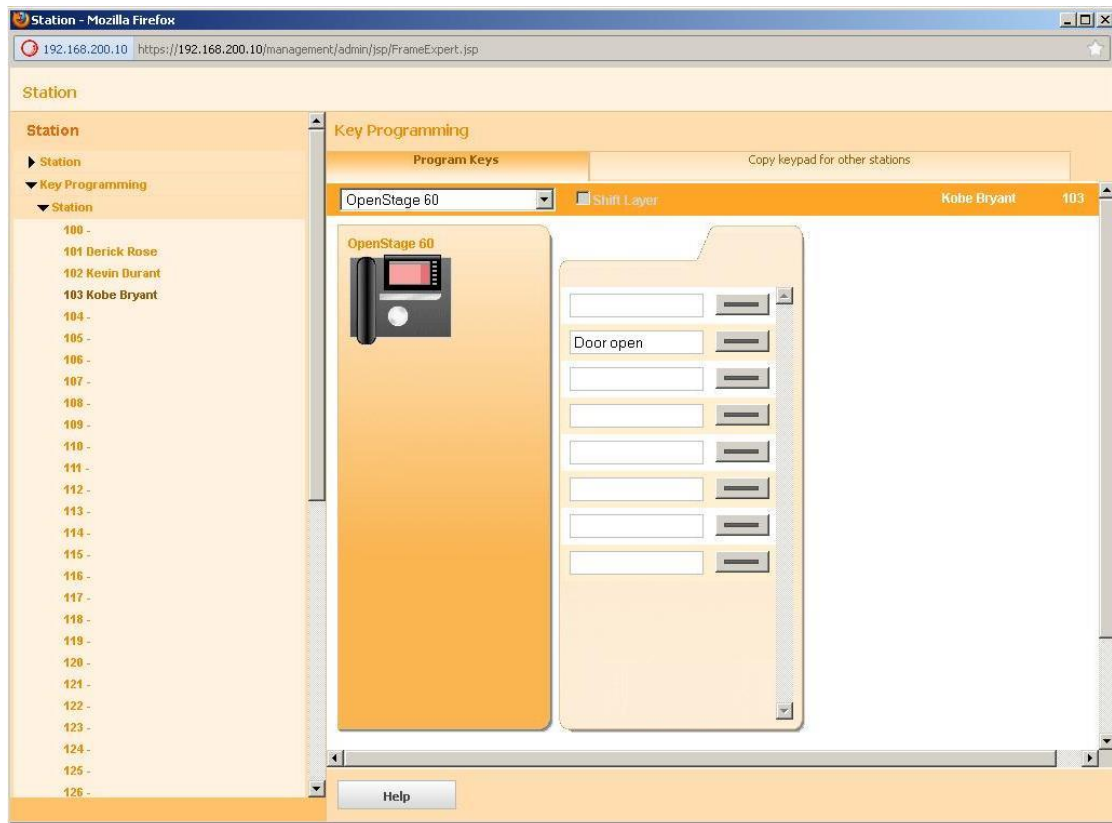 Station - Mozilla Firefox
192.168.200.10 https://192.168.200.10/management/admin/jsp/FrameExpert.jsp
Station
Station
Station
Key Programming
Station
100 -
101 Derick Rose
102 Kevin Durant
103 Kobe Bryant
104 -
105 -
106 -
107 -
108 -
109 -
110 -
111 -
112 -
113 -
114 -
115 -
116 -
117 -
118 -
119 -
120 -
121 -
122 -
123 -
124 -
125 -
126 -
Key Programming
Program Keys
Copy keypad for other stations
OpenStage 60
Shift Layer
Kobe Bryant 103
OpenStage 60
Door open
Help